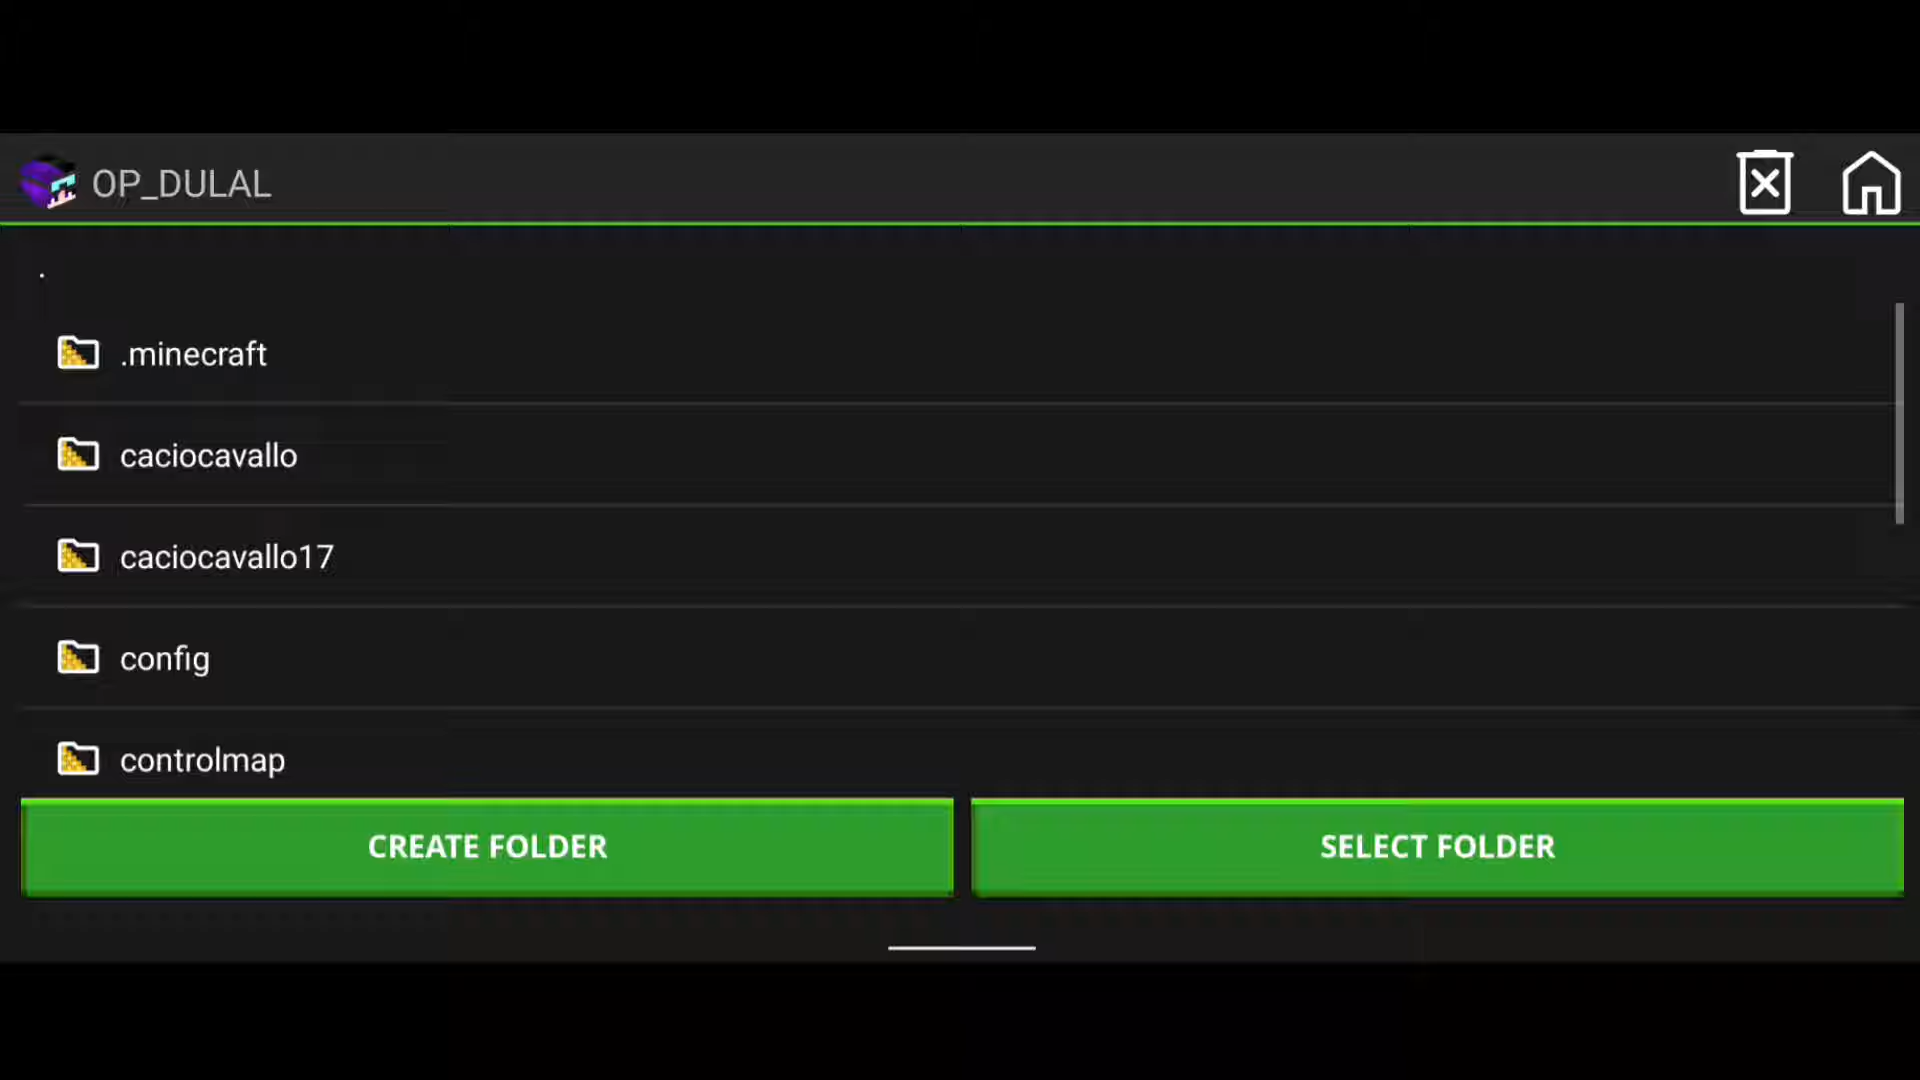 OP_DULAL
.
.minecraft
caciocavallo
caciocavallo17
config
controlmap
CREATE FOLDER
SELECT FOLDER